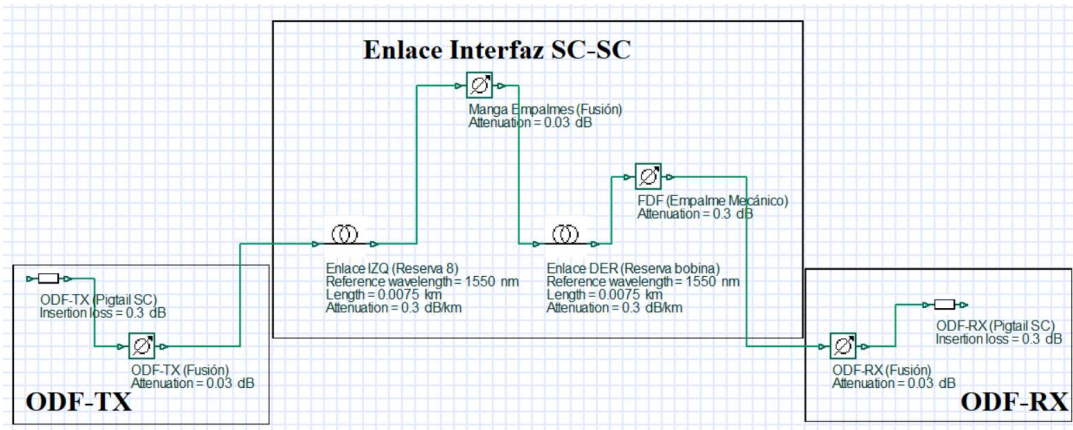 Enlace Interfaz SC-SC
Manga Empalmes (Fusión)
Attenuation = 0.03 dB
FDF (Empalme Mecánico)
Attenuation = 0.3 dB
Enlace IZQ (Reserva 8)
Reference wavelength = 1550 nm
Length = 0.0075 km
Attenuation = 0.3 dB/km
Enlace DER (Reserva bobina)
Reference wavelength = 1550 nm
Length = 0.0075 km
Attenuation = 0.3 dB/km
ODF-TX (Pigtail SC)
Insertion loss = 0.3 dB
ODF-TX (Fusión)
Attenuation = 0.03 dB
ODF-TX
ODF-RX (Pigtail SC)
Insertion loss = 0.3 dB
ODF-RX (Fusión)
Attenuation = 0.03 dB
ODF-RX